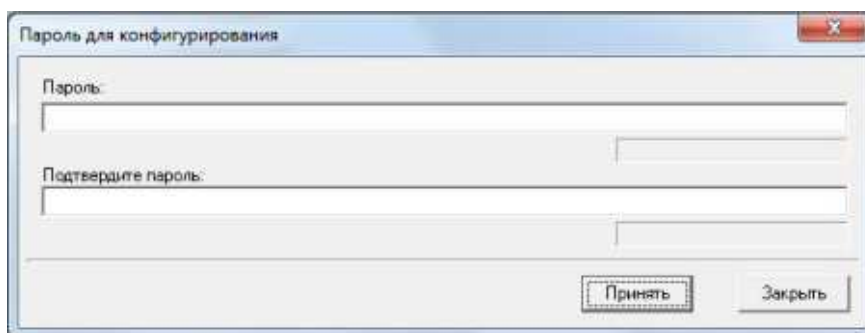 Пароль для конфигурирования
Пароль:
Подтвердите пароль:
Принять Закрыть